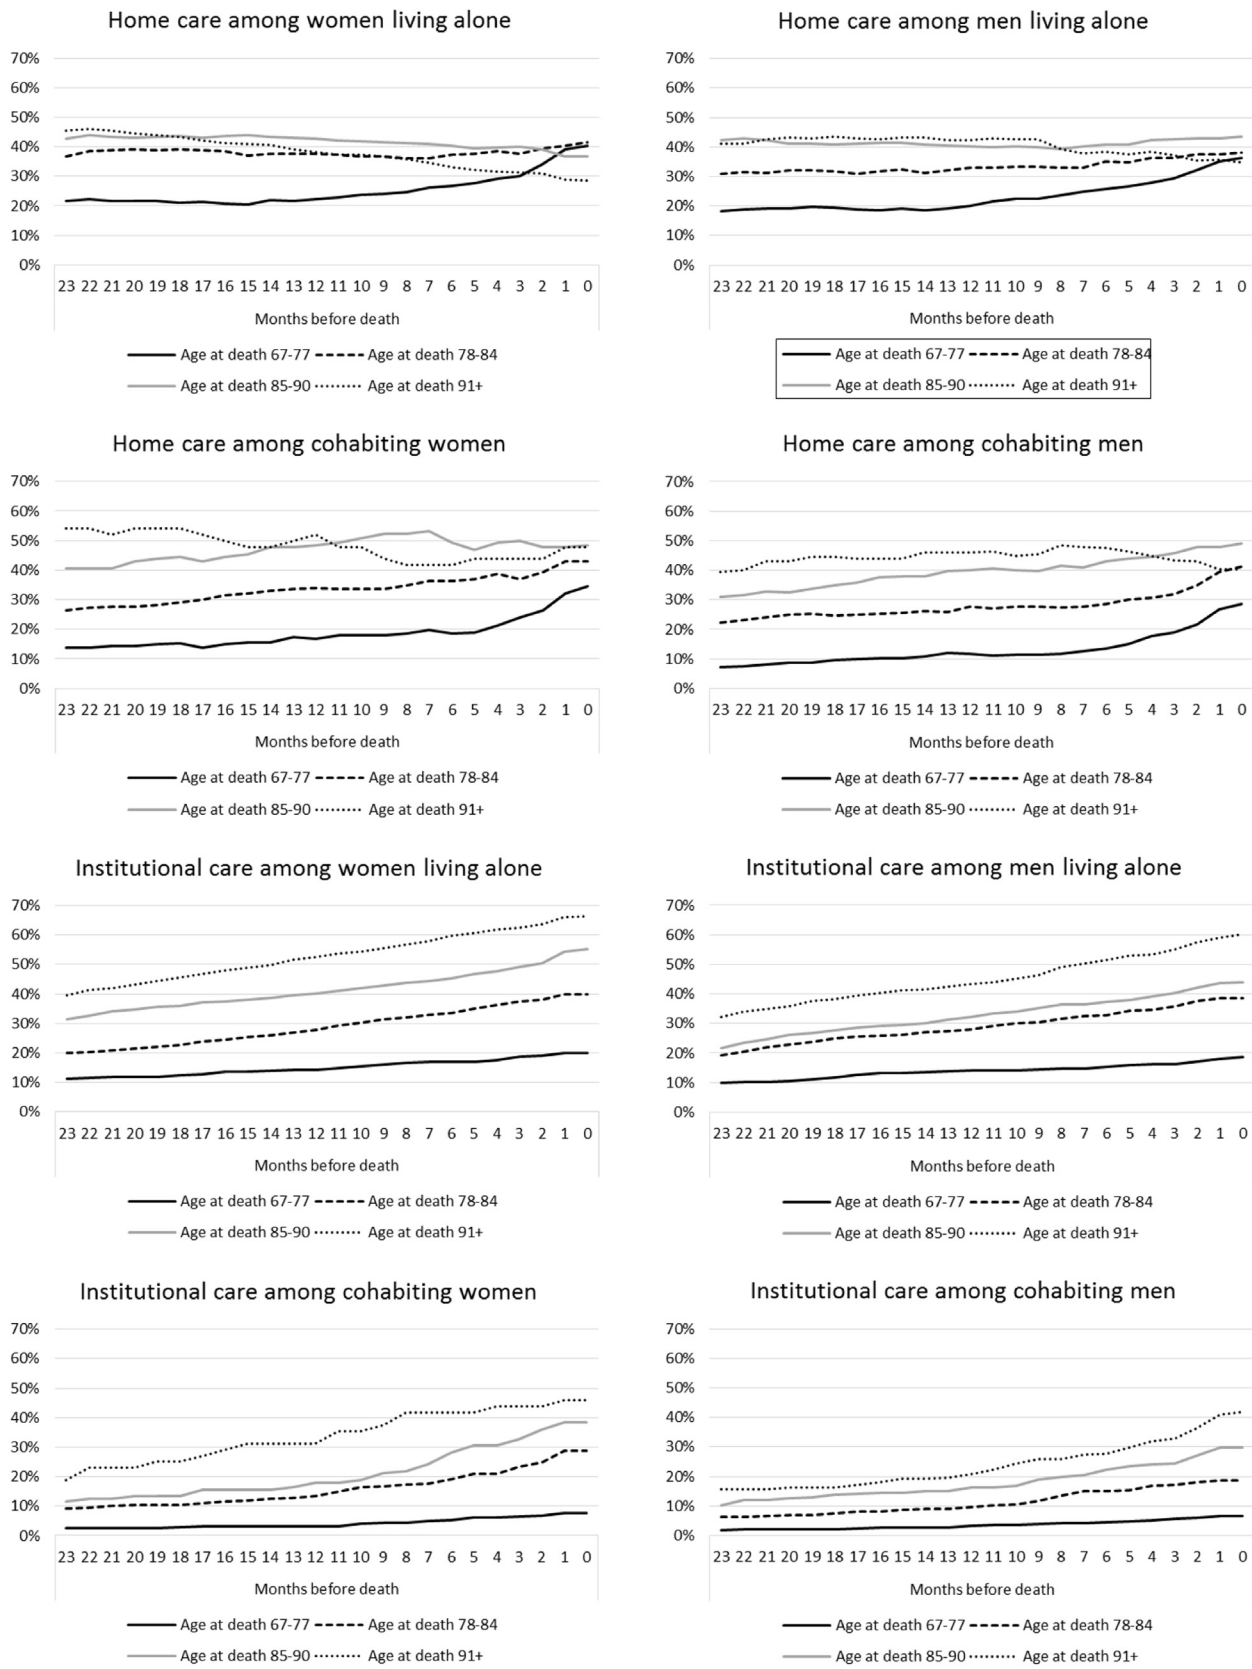 Home care among women living alone
70%
60%
50%
40%
30%
20%
10%
0%
23 22 21 20 19 18 17 16 15 14 13 12 11 10 9 8 7 6 5 4 3 2 1 0
Months before death
Age at death 67-77 Age at death 78-84
Age at death 85-90 Age at death 91+
Home care among men living alone
70%
60%
50%
40%
30%
20%
10%
0%
23 22 21 20 19 18 17 16 15 14 13 12 11 10 9 8 7 6 5 4 3 2 1 0
Months before death
Age at death 67-77 Age at death 78-84
Age at death 85-90 Age at death 91+
Home care among cohabiting women
70%
60%
50%
40%
30%
20%
10%
0%
23 22 21 20 19 18 17 16 15 14 13 12 11 10 9 8 7 6 5 4 3 2 1 0
Months before death
Age at death 67-77 Age at death 78-84
Age at death 85-90 Age at death 91+
Home care among cohabiting men
70%
60%
50%
40%
30%
20%
10%
0%
23 22 21 20 19 18 17 16 15 14 13 12 11 10 9 8 7 6 5 4 3 2 1 0
Months before death
Age at death 67-77 Age at death 78-84
Age at death 85-90 Age at death 91+
Institutional care among women living alone
70%
60%
50%
40%
30%
20%
10%
0%
23 22 21 20 19 18 17 16 15 14 13 12 11 10 9 8 7 6 5 4 3 2 1 0
Months before death
Age at death 67-77 Age at death 78-84
Age at death 85-90 Age at death 91+
Institutional care among men living alone
70%
60%
50%
40%
30%
20%
10%
0%
23 22 21 20 19 18 17 16 15 14 13 12 11 10 9 8 7 6 5 4 3 2 1 0
Months before death
Age at death 67-77 Age at death 78-84
Age at death 85-90 Age at death 91+
Institutional care among cohabiting women
70%
60%
50%
40%
30%
20%
10%
0%
23 22 21 20 19 18 17 16 15 14 13 12 11 10 9 8 7 6 5 4 3 2 1 0
Months before death
Age at death 67-77 Age at death 78-84
Age at death 85-90 Age at death 91+
Institutional care among cohabiting men
70%
60%
50%
40%
30%
20%
10%
0%
23 22 21 20 19 18 17 16 15 14 13 12 11 10 9 8 7 6 5 4 3 2 1 0
Months before death
Age at death 67-77 Age at death 78-84
Age at death 85-90 Age at death 91+